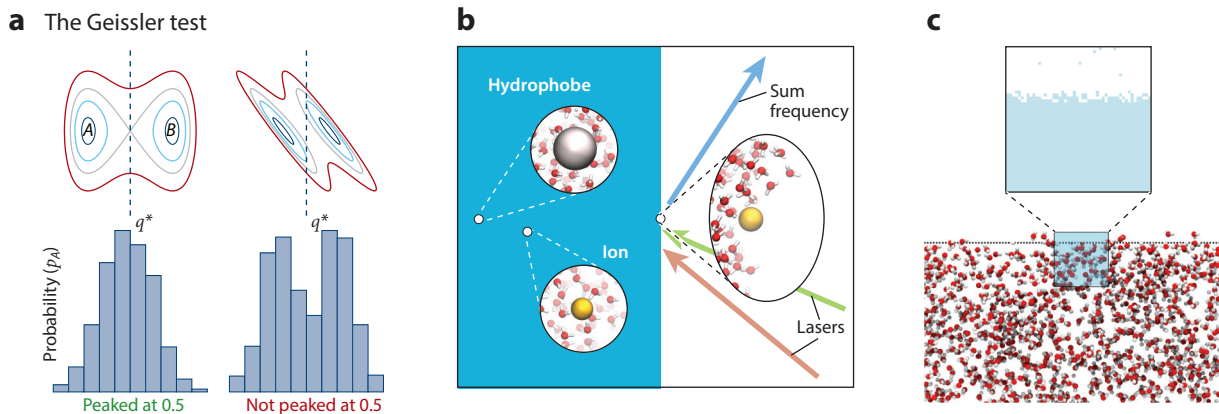 a The Geissler test
A
B
q*
q*
Probability (pA)
Peaked at 0.5
Not peaked at 0.5
b
Hydrophobe
Sum
frequency
Ion
Lasers
c